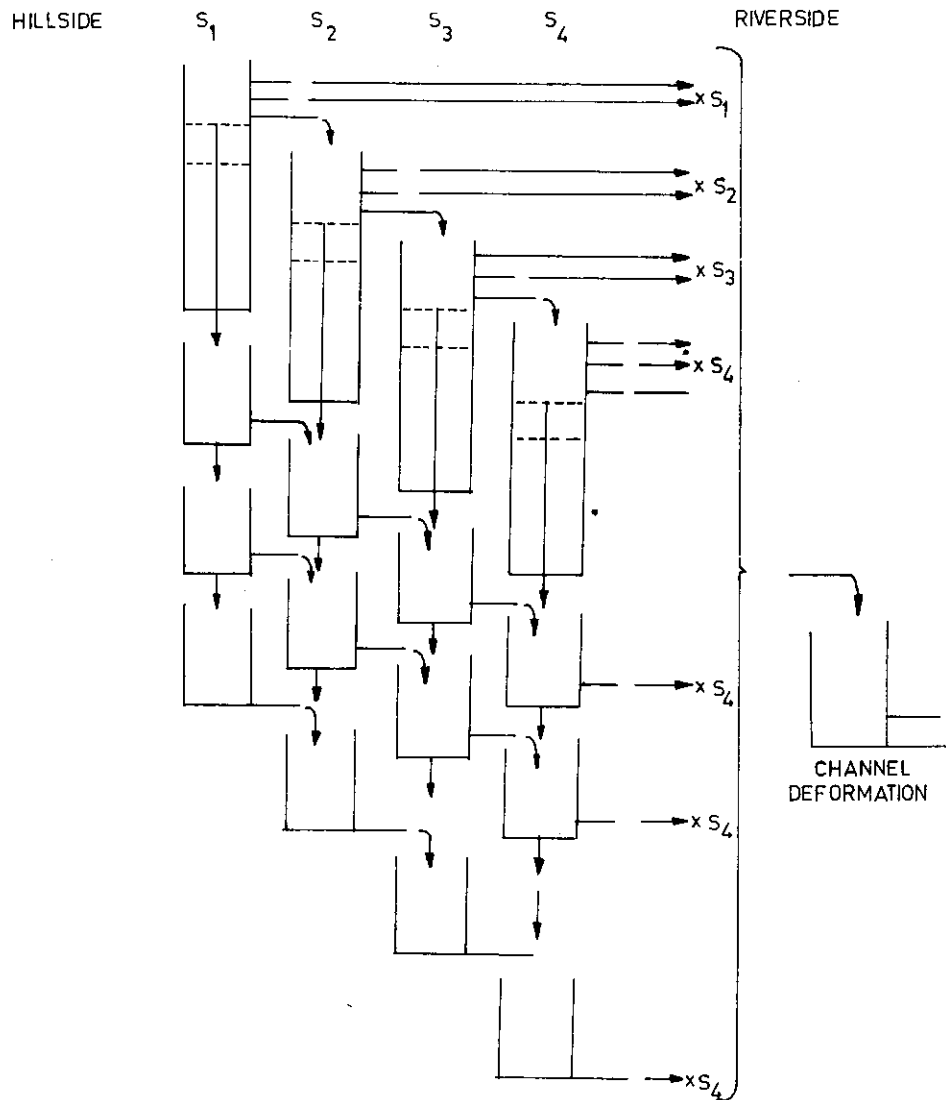 HILLSIDE S₁ S₂ S₃ S₄ RIVERSIDE
x S₁
x S₂
x S₃
x S₄
x S₄
x S₄
x S₄
CHANNEL
DEFORMATION